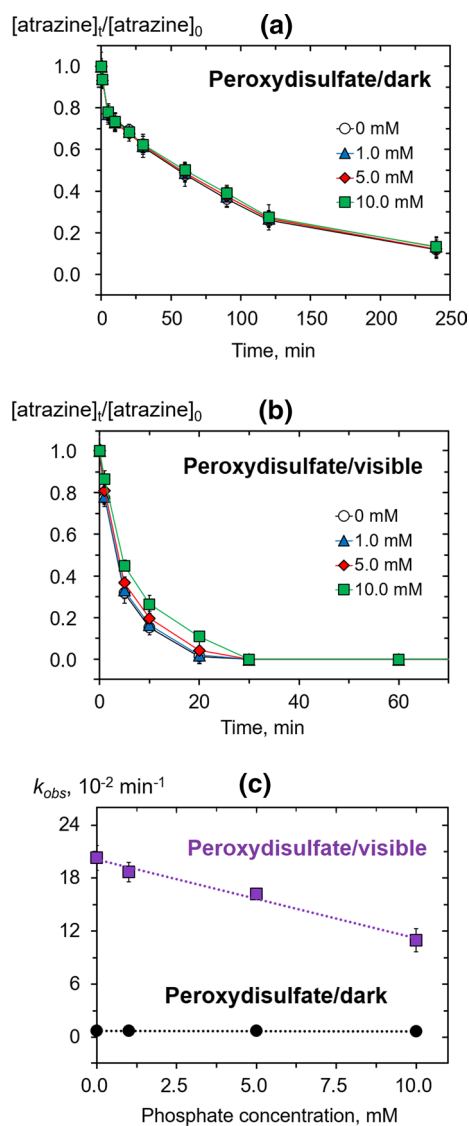 [atrazine]t/[atrazine]0 (a)
Peroxydisulfate/dark
1.0
0.8
0.6
0.4
0.2
0.0
0 mM
1.0 mM
5.0 mM
10.0 mM
0 50 100 150 200 250
Time, min
[atrazine]t/[atrazine]0 (b)
Peroxydisulfate/visible
1.0
0.8
0.6
0.4
0.2
0.0
0 mM
1.0 mM
5.0 mM
10.0 mM
0 20 40 60
Time, min
kobs, 10-2 min-1 (c)
24
18
12
6
0
Peroxydisulfate/visible
Peroxydisulfate/dark
0.0 2.5 5.0 7.5 10.0
Phosphate concentration, mM